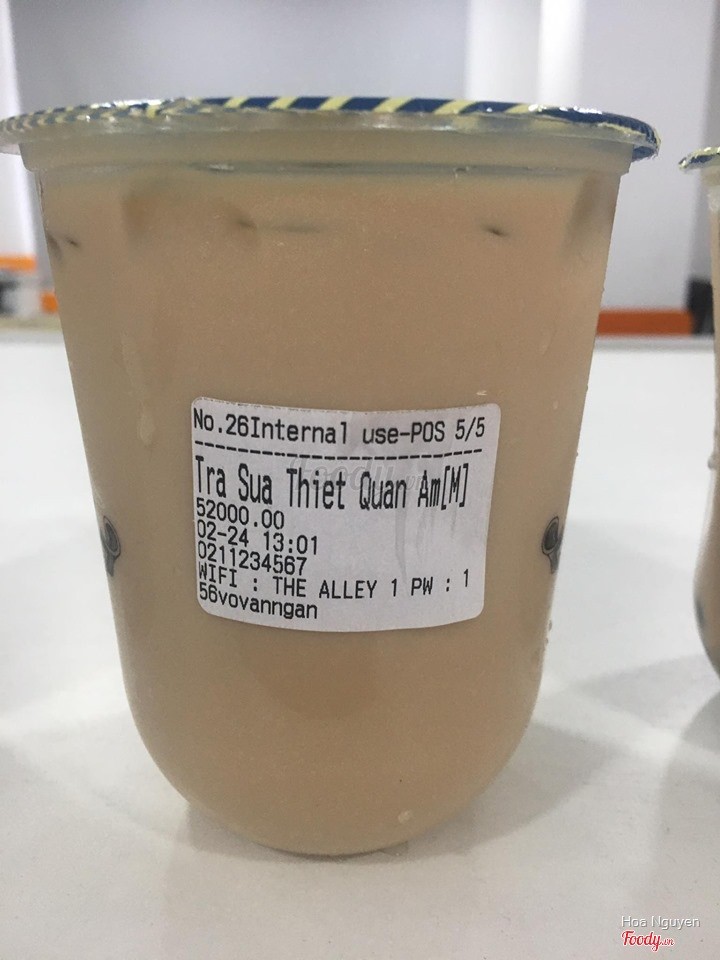 No.26Internal use-POS 5/5
Tra Sua Thiet Quan Am[M]
52000.00
02-24 13:01
0211234567
WIFI : THE ALLEY 1 PW : 1
56vovanngan
Hoa Nguyen
Foody.vn